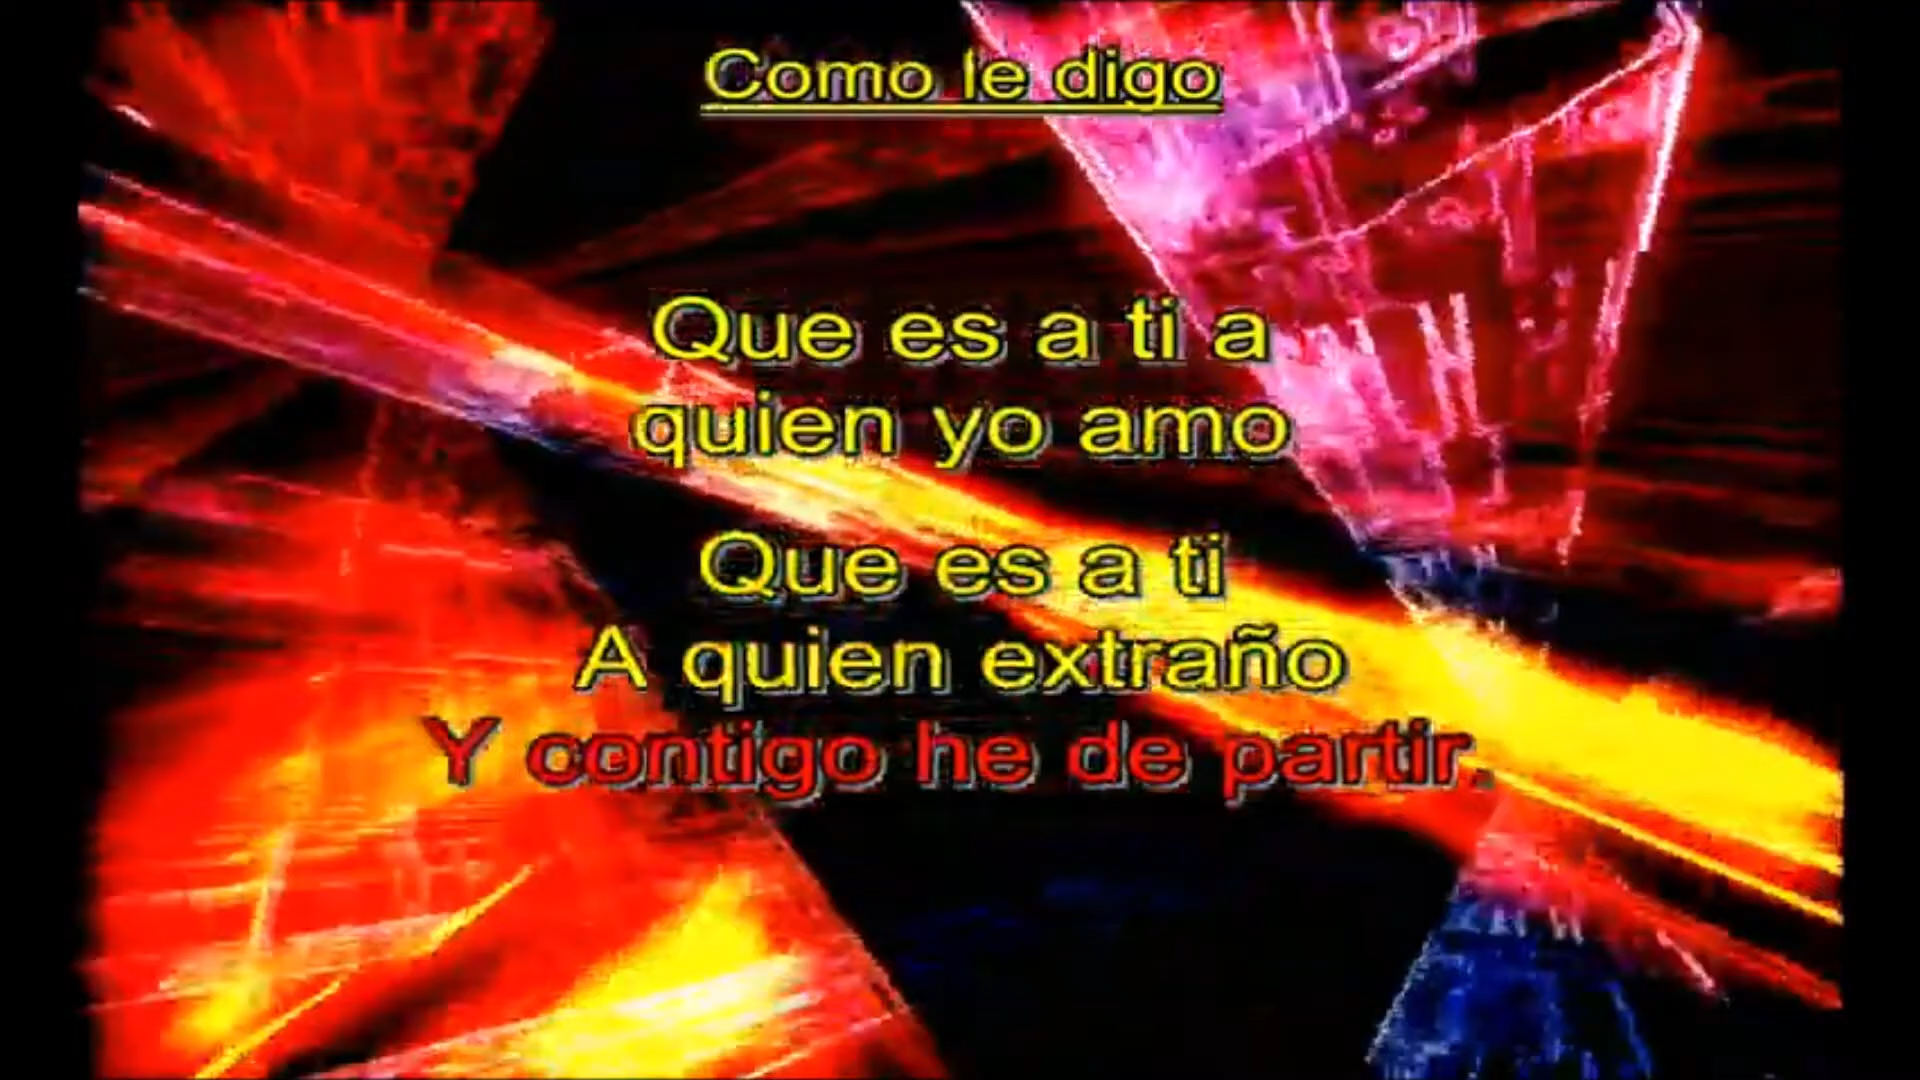 Como le digo
Que es a ti a
quien yo amo
Que es a ti
A quien extraño
Y contigo he de partir.